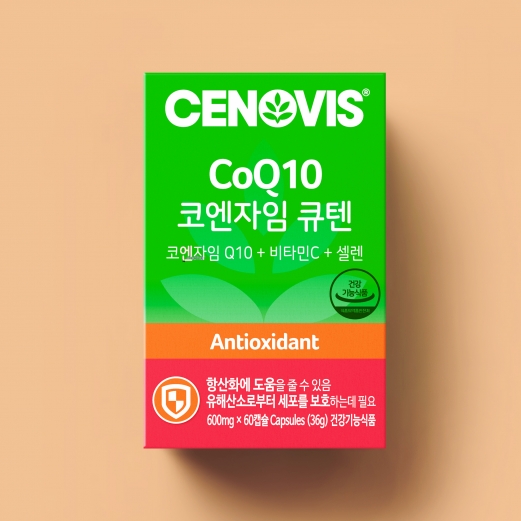 CENOVIS®
CoQ10
코엔자임 큐텐
코엔자임 Q10 + 비타민C + 셀렌
건강
기능식품
Antioxidant
항산화에 도움을 줄 수 있음
유해산소로부터 세포를 보호하는데 필요
600mg × 60캡슐 Capsules (36g) 건강기능식품